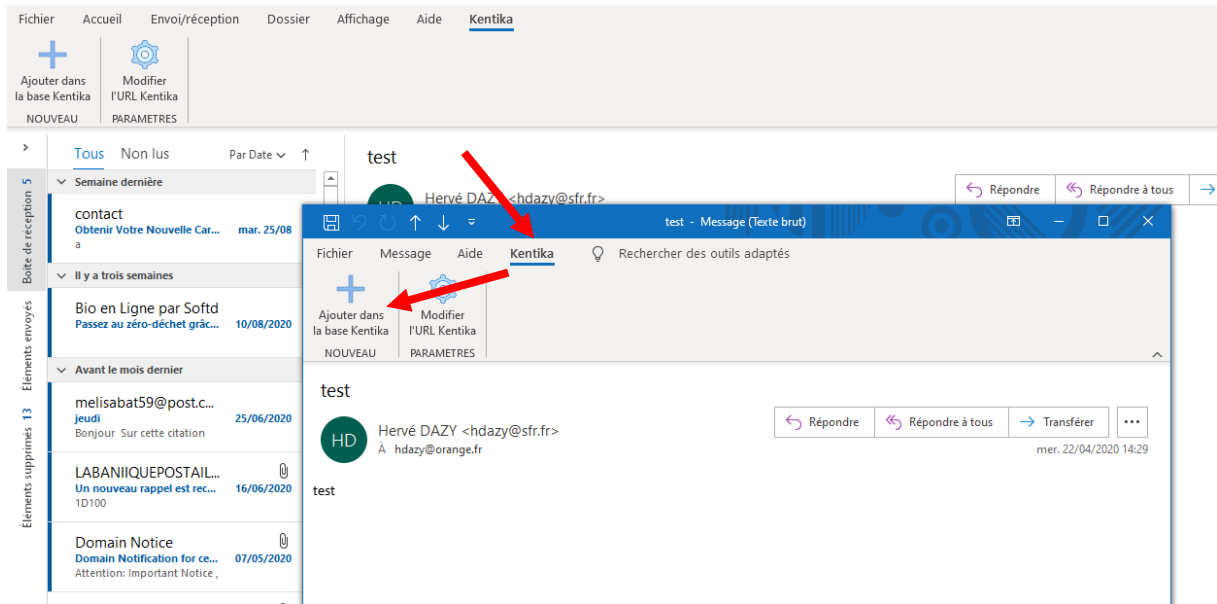 Fichier Accueil Envoi/réception Dossier Affichage Aide Kentika
Ajouter dans
la base Kentika
Modifier
l'URL Kentika
NOUVEAU PARAMETRES
Tous Non lus Par Date
Boîte de réception 5
Éléments envoyés
Éléments supprimés 13
Semaine dernière
contact
Obtenir Votre Nouvelle Car... mar. 25/08
a
Il y a trois semaines
Bio en Ligne par Softd
Passez au zéro-déchet grâc... 10/08/2020
Avant le mois dernier
melisabat59@post.c...
jeudi 25/06/2020
Bonjour Sur cette citation
LABANIIQUEPOSTAIL...
Un nouveau rappel est rec... 16/06/2020
1D100
Domain Notice
Domain Notification for ce... 07/05/2020
Attention: Important Notice ,
test
HD
Hervé DAZY <hdazy@sfr.fr>
Répondre Répondre à tous
test - Message (Texte brut)
Fichier Message Aide Kentika Rechercher des outils adaptés
Ajouter dans
la base Kentika
Modifier
l'URL Kentika
NOUVEAU PARAMETRES
test
HD
Hervé DAZY <hdazy@sfr.fr>
À hdazy@orange.fr
Répondre Répondre à tous Transférer
mer. 22/04/2020 14:29
test